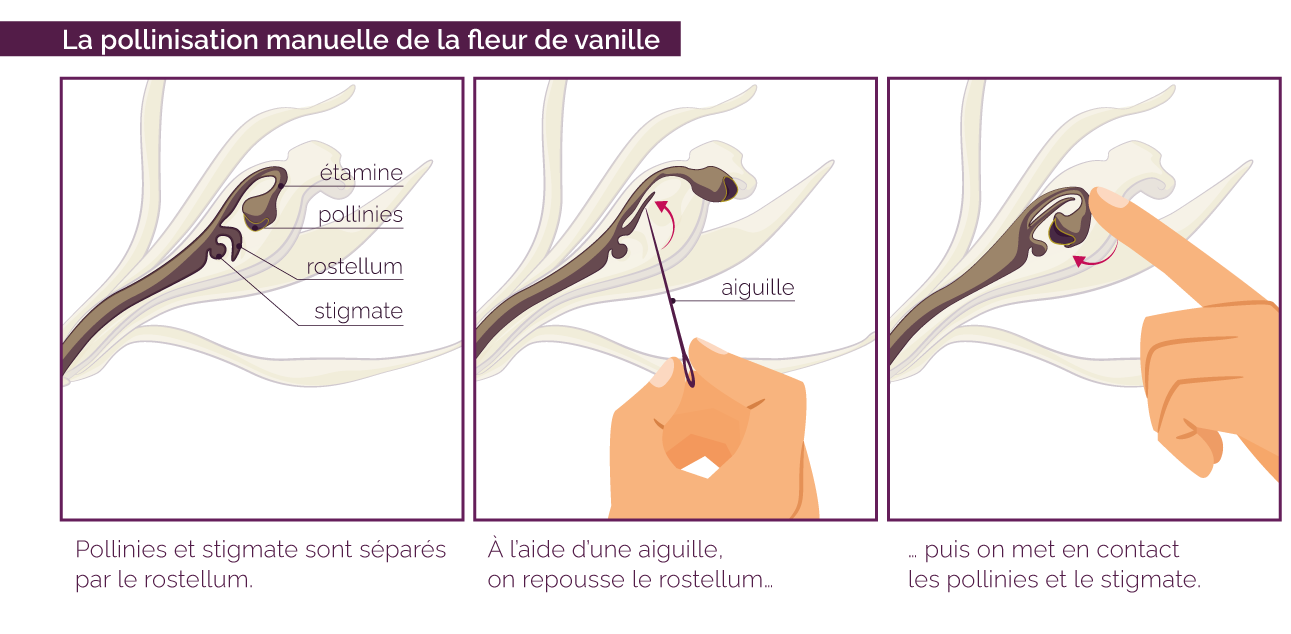 La pollinisation manuelle de la fleur de vanille
étamine
pollinies
rostellum
stigmate
aiguille
Pollinies et stigmate sont séparés
par le rostellum.
À l’aide d’une aiguille,
on repousse le rostellum…
… puis on met en contact
les pollinies et le stigmate.